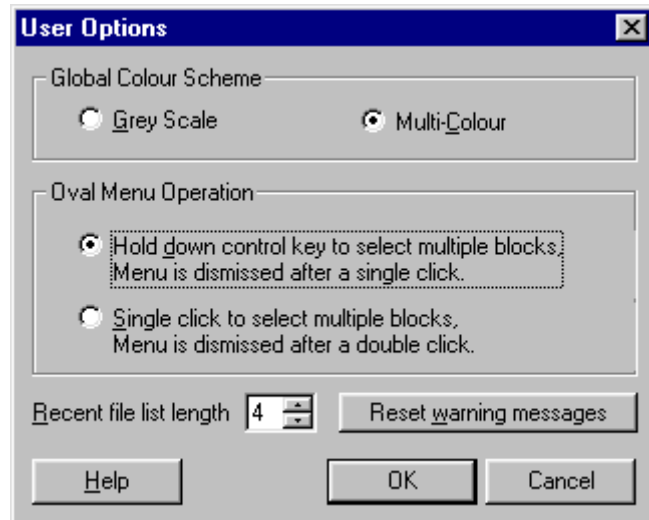 User Options
Global Colour Scheme
Grey Scale
Multi-Colour
Oval Menu Operation
Hold down control key to select multiple blocks,
Menu is dismissed after a single click.
Single click to select multiple blocks,
Menu is dismissed after a double click.
Recent file list length 4 Reset warning messages
Help OK Cancel